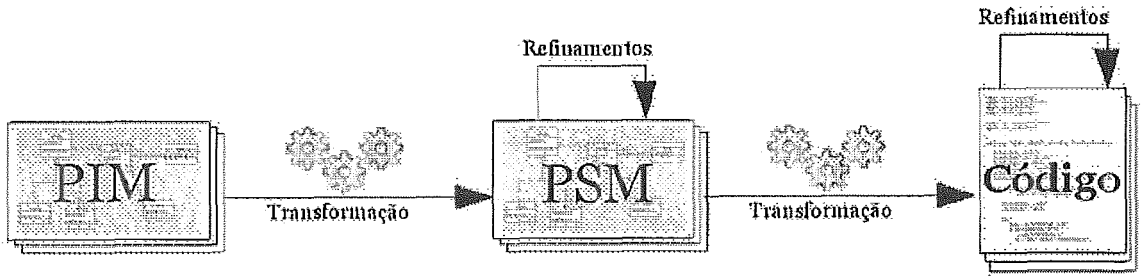 Refinamentos
Refinamentos
PIM
Transformação
PSM
Transformação
Código